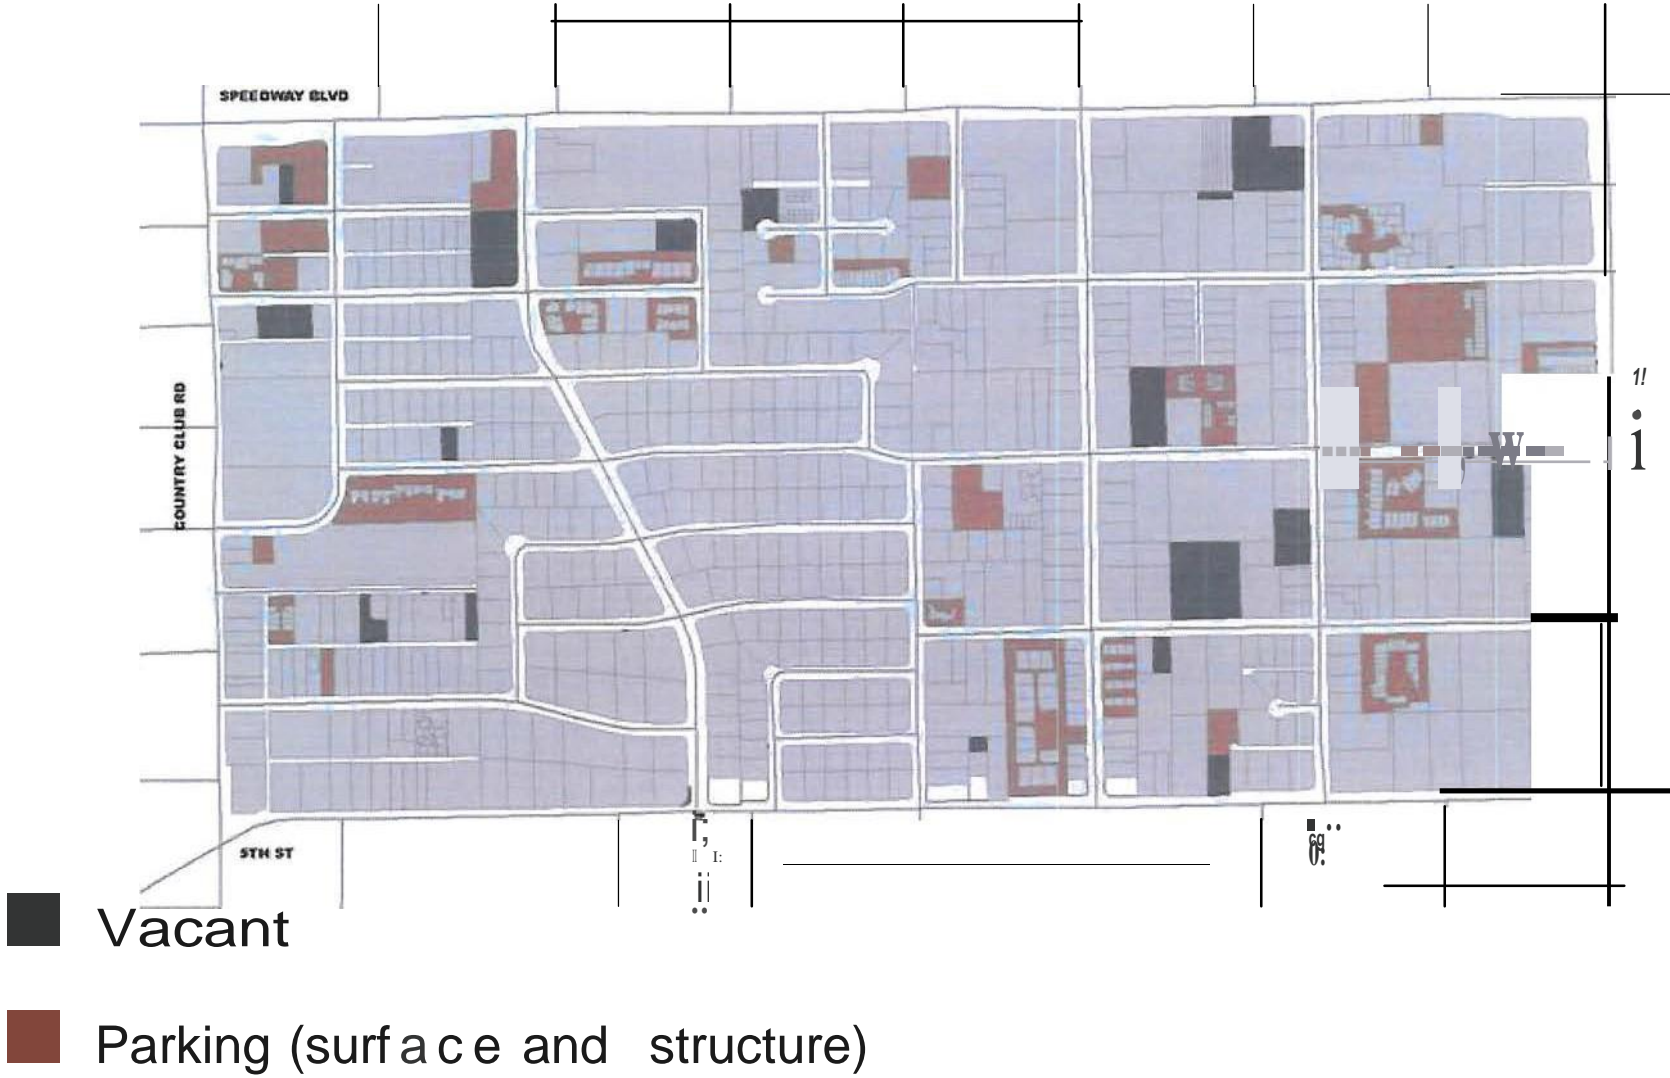 SPEEDWAY BLVD
COUNTRY CLUB RD
W
i
5TH ST
Vacant
Parking (surface and structure)